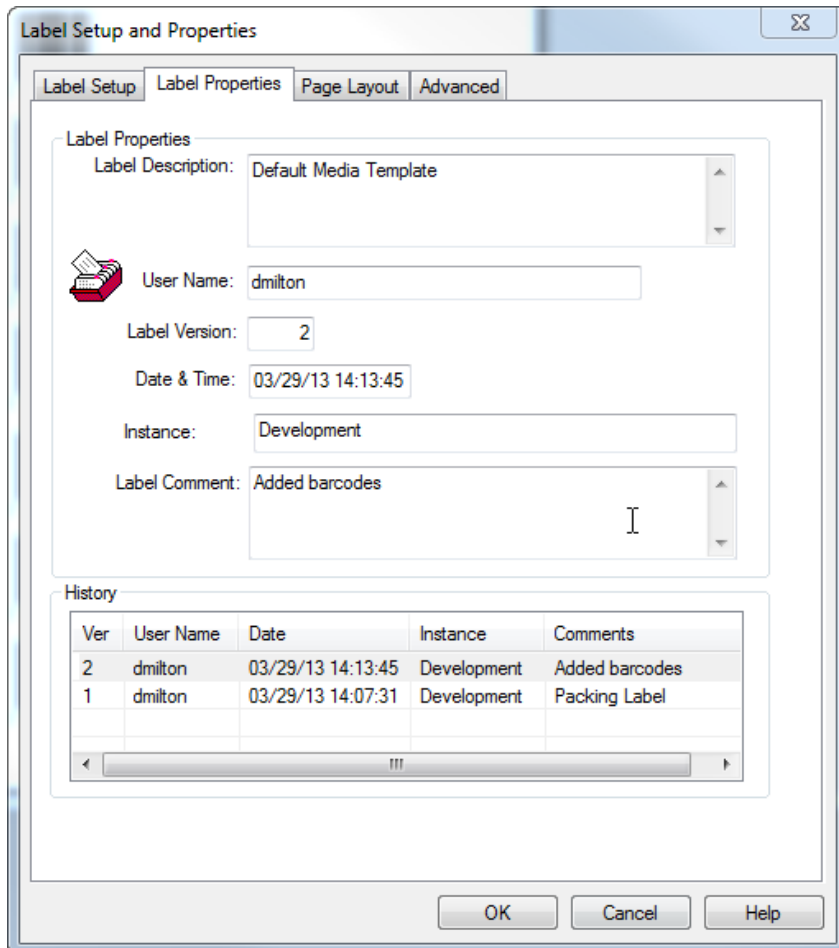 Label Setup and Properties
Label Setup Label Properties Page Layout Advanced
Label Properties
Label Description: Default Media Template
User Name: dmilton
Label Version: 2
Date & Time: 03/29/13 14:13:45
Instance: Development
Label Comment: Added barcodes
History
Ver User Name Date Instance Comments
2 dmilton 03/29/13 14:13:45 Development Added barcodes
1 dmilton 03/29/13 14:07:31 Development Packing Label
OK Cancel Help